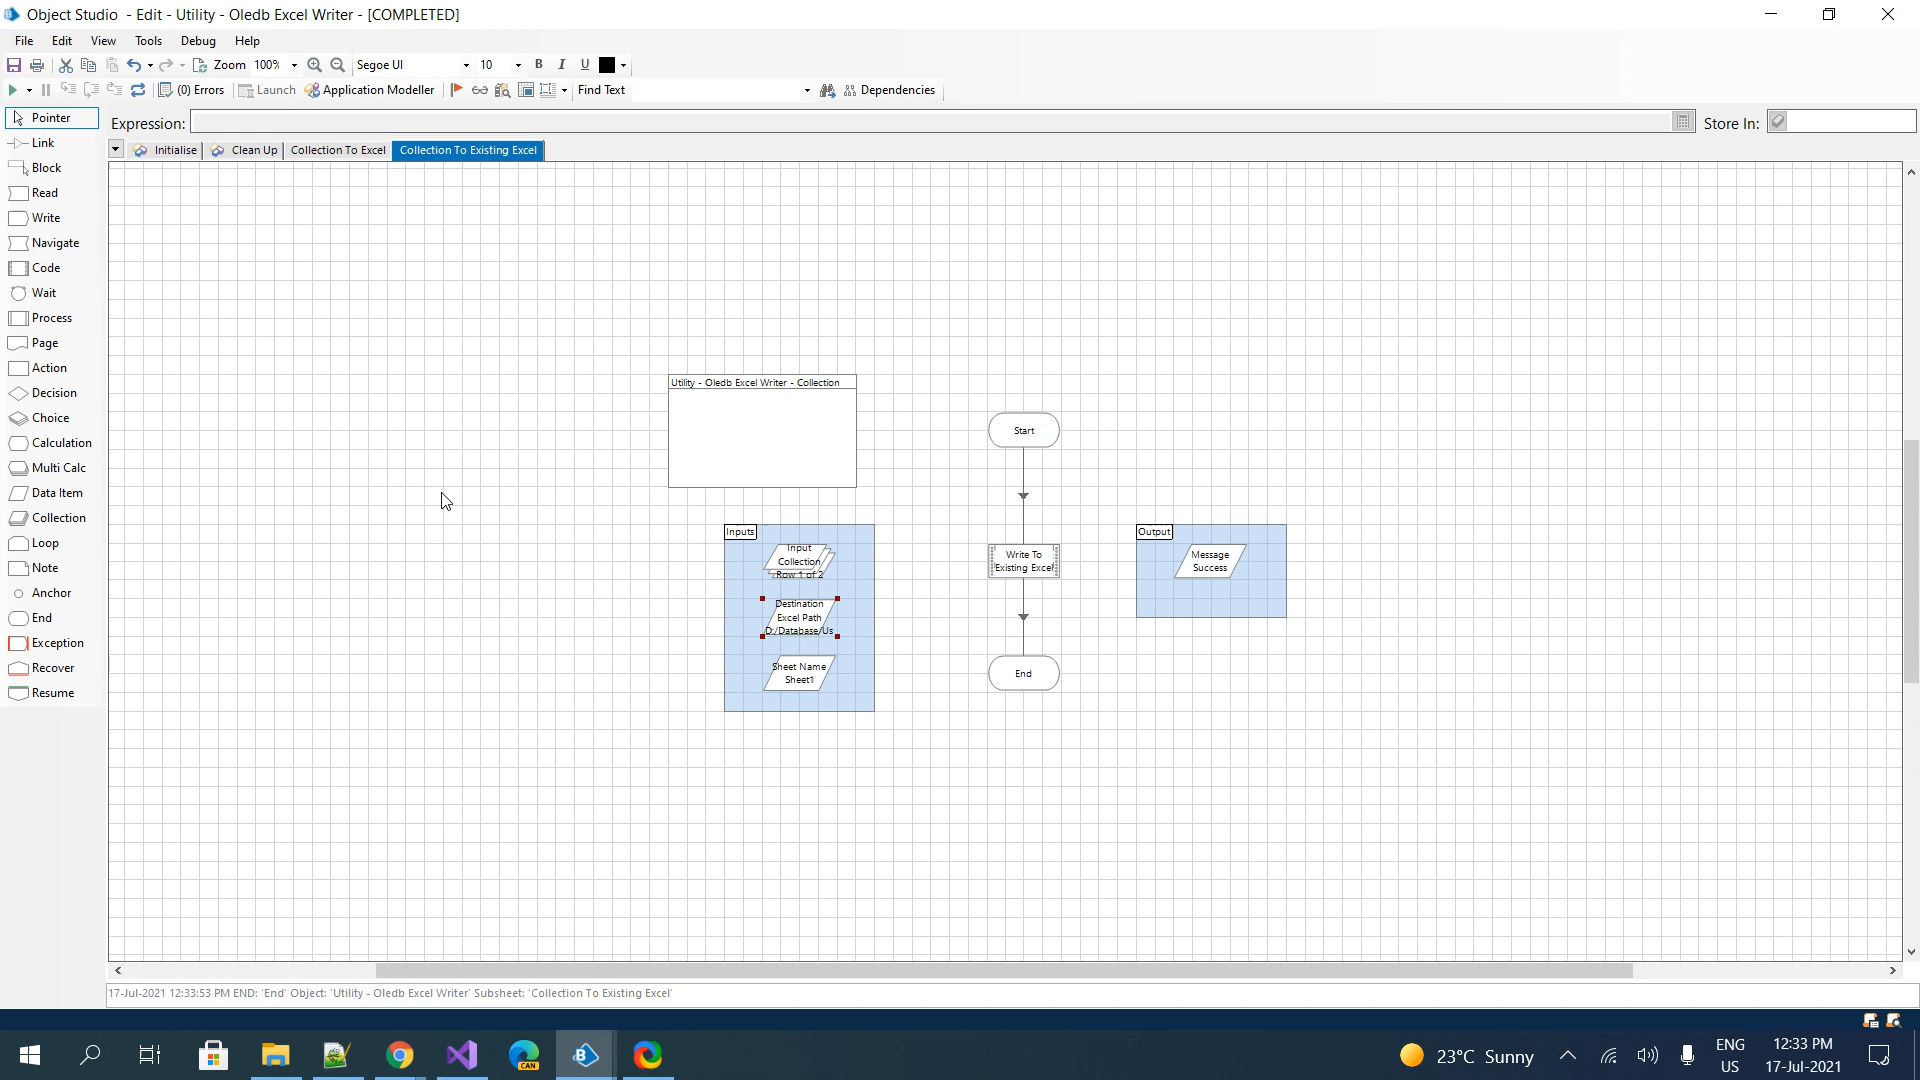 Object Studio - Edit - Utility - Oledb Excel Writer - [COMPLETED]
File Edit View Tools Debug Help
Zoom 100% Segoe UI 10 B I U
(0) Errors Launch Application Modeller Find Text Dependencies
Pointer
Expression: Store In:
Link
Initialise Clean Up Collection To Excel Collection To Existing Excel
Block
Read
Write
Navigate
Code
Wait
Process
Page
Action
Decision
Choice
Calculation
Multi Calc
Data Item
Collection
Loop
Note
Anchor
End
Exception
Recover
Resume
Utility - Oledb Excel Writer - Collection
Start
Inputs
Input
Collection
Row 1 of 2
Destination
Excel Path
D:/Database/Us
Sheet Name
Sheet1
Write To
Existing Excel
End
Output
Message
Success
17-Jul-2021 12:33:53 PM END: 'End' Object: 'Utility - Oledb Excel Writer' Subsheet: 'Collection To Existing Excel'
CAN
B
23°C Sunny
ENG
US
12:33 PM
17-Jul-2021